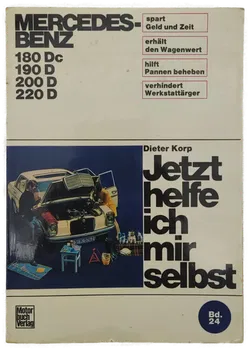 MERCEDES-
BENZ
180 Dc
190 D
200 D
220 D
spart
Geld und Zeit
erhält
den Wagenwert
hilft
Pannen beheben
verhindert
Werkstattärger
Dieter Korp
Jetzt
helfe
ich
mir
selbst
Motor
buch
Verlag
Bd.
24